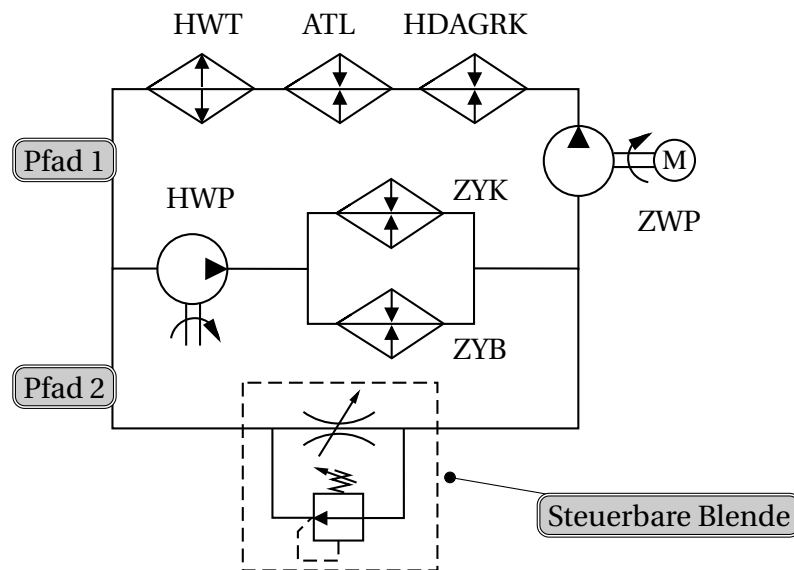 HWT ATL HDAGRK
Pfad 1
M
HWP
ZYK
ZWP
ZYB
Pfad 2
Steuerbare Blende